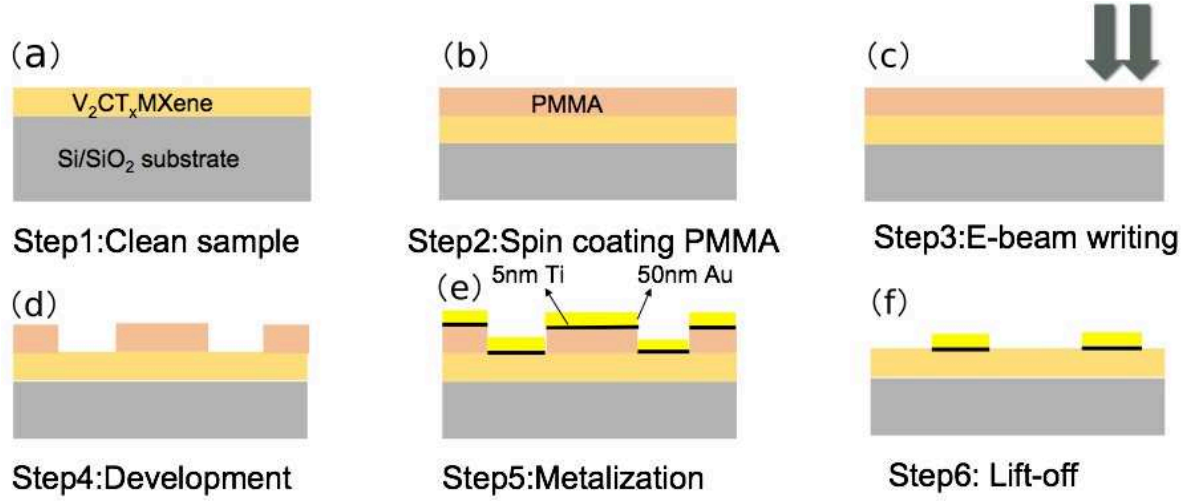 (a)
V₂CTₓMXene
Si/SiO₂ substrate
Step1:Clean sample
(b)
PMMA
Step2:Spin coating PMMA
(c)
Step3:E-beam writing
(d)
Step4:Development
(e)
5nm Ti
50nm Au
Step5:Metalization
(f)
Step6: Lift-off